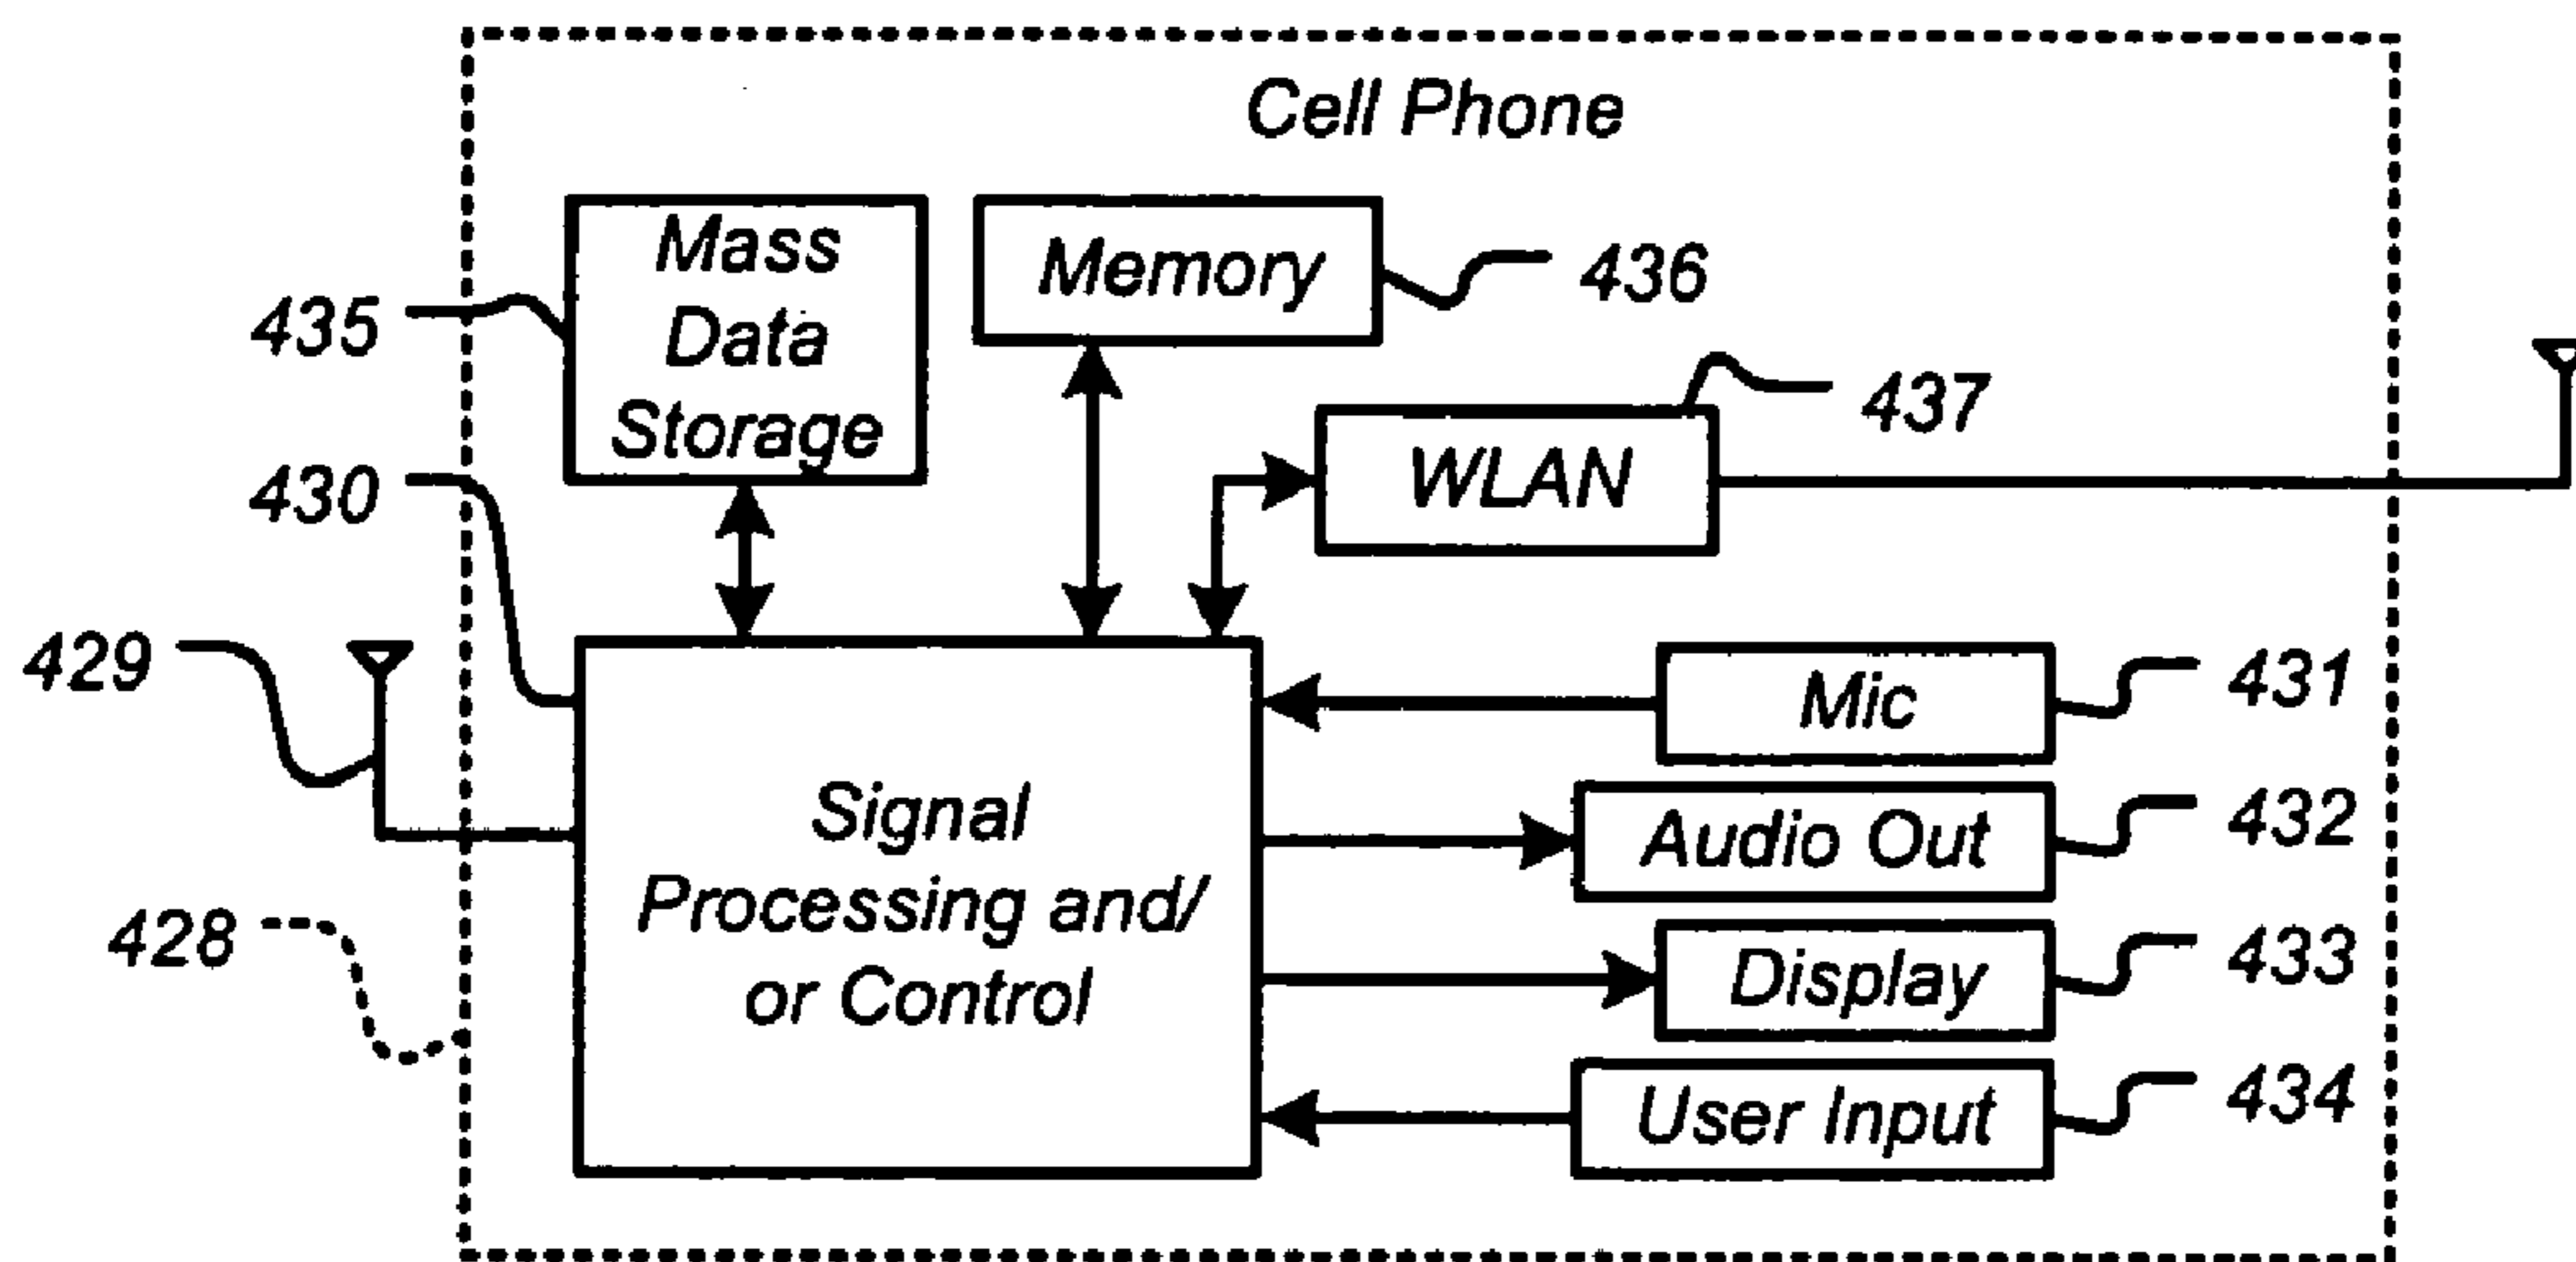 Cell Phone
Mass
Data
Storage
Memory
436
435
437
WLAN
430
429
Mic
431
Signal
Processing and/
or Control
Audio Out
432
428
Display
433
User Input
434